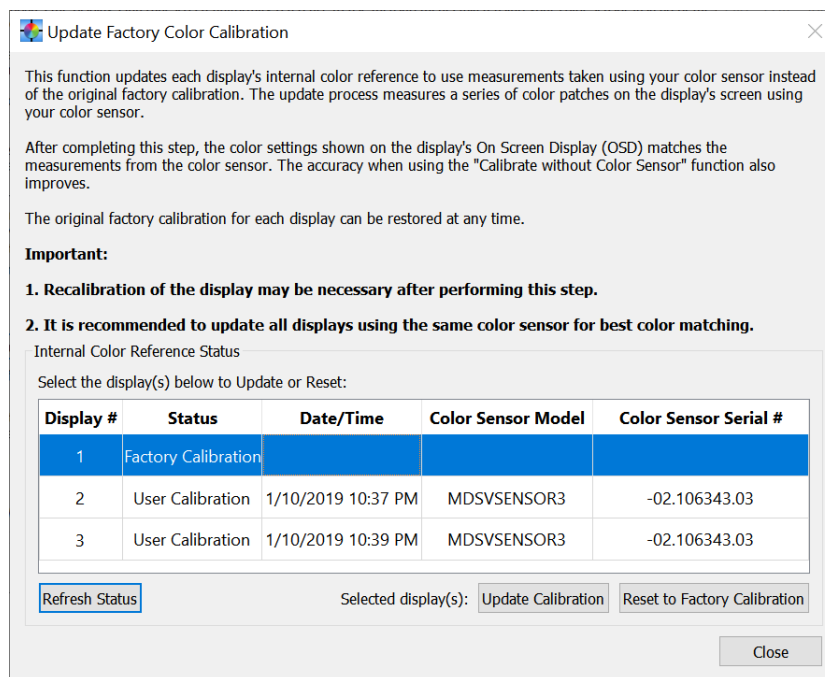 Update Factory Color Calibration
This function updates each display's internal color reference to use measurements taken using your color sensor instead
of the original factory calibration. The update process measures a series of color patches on the display's screen using
your color sensor.
After completing this step, the color settings shown on the display's On Screen Display (OSD) matches the
measurements from the color sensor. The accuracy when using the "Calibrate without Color Sensor" function also
improves.
The original factory calibration for each display can be restored at any time.
Important:
1. Recalibration of the display may be necessary after performing this step.
2. It is recommended to update all displays using the same color sensor for best color matching.
Internal Color Reference Status
Select the display(s) below to Update or Reset:
Display # Status Date/Time Color Sensor Model Color Sensor Serial #
1 Factory Calibration
2 User Calibration 1/10/2019 10:37 PM MDSVSENSOR3 -02.106343.03
3 User Calibration 1/10/2019 10:39 PM MDSVSENSOR3 -02.106343.03
Refresh Status Selected display(s): Update Calibration Reset to Factory Calibration
Close